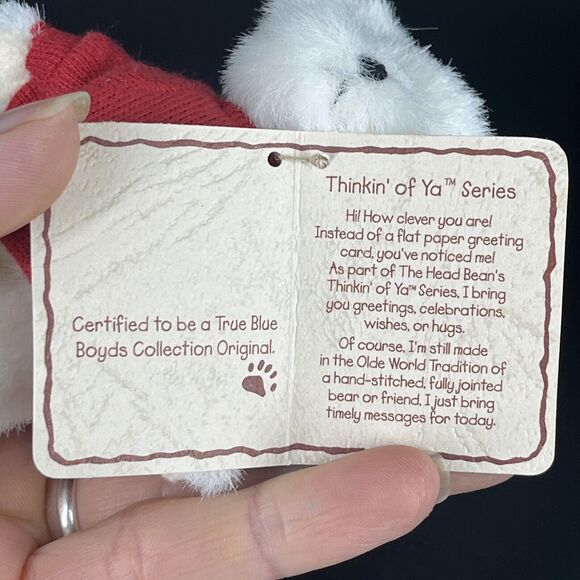 Certified to be a True Blue
Boyds Collection Original.
Thinkin' of Ya™ Series
Hi! How clever you are!
Instead of a flat paper greeting
card, you've noticed me!
As part of The Head Bean's
Thinkin' of Ya™ Series, I bring
you greetings, celebrations,
wishes, or hugs.
Of course, I'm still made
in the Olde World Tradition of
a hand-stitched, fully jointed
bear or friend, I just bring
timely messages for today.